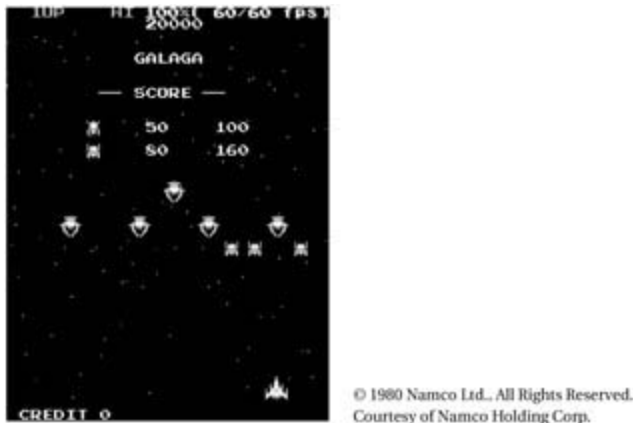 1UP HI 100%( 60/60 fps)
20000
GALAGA
— SCORE —
50 100
80 160
CREDIT 0
© 1980 Namco Ltd., All Rights Reserved.
Courtesy of Namco Holding Corp.